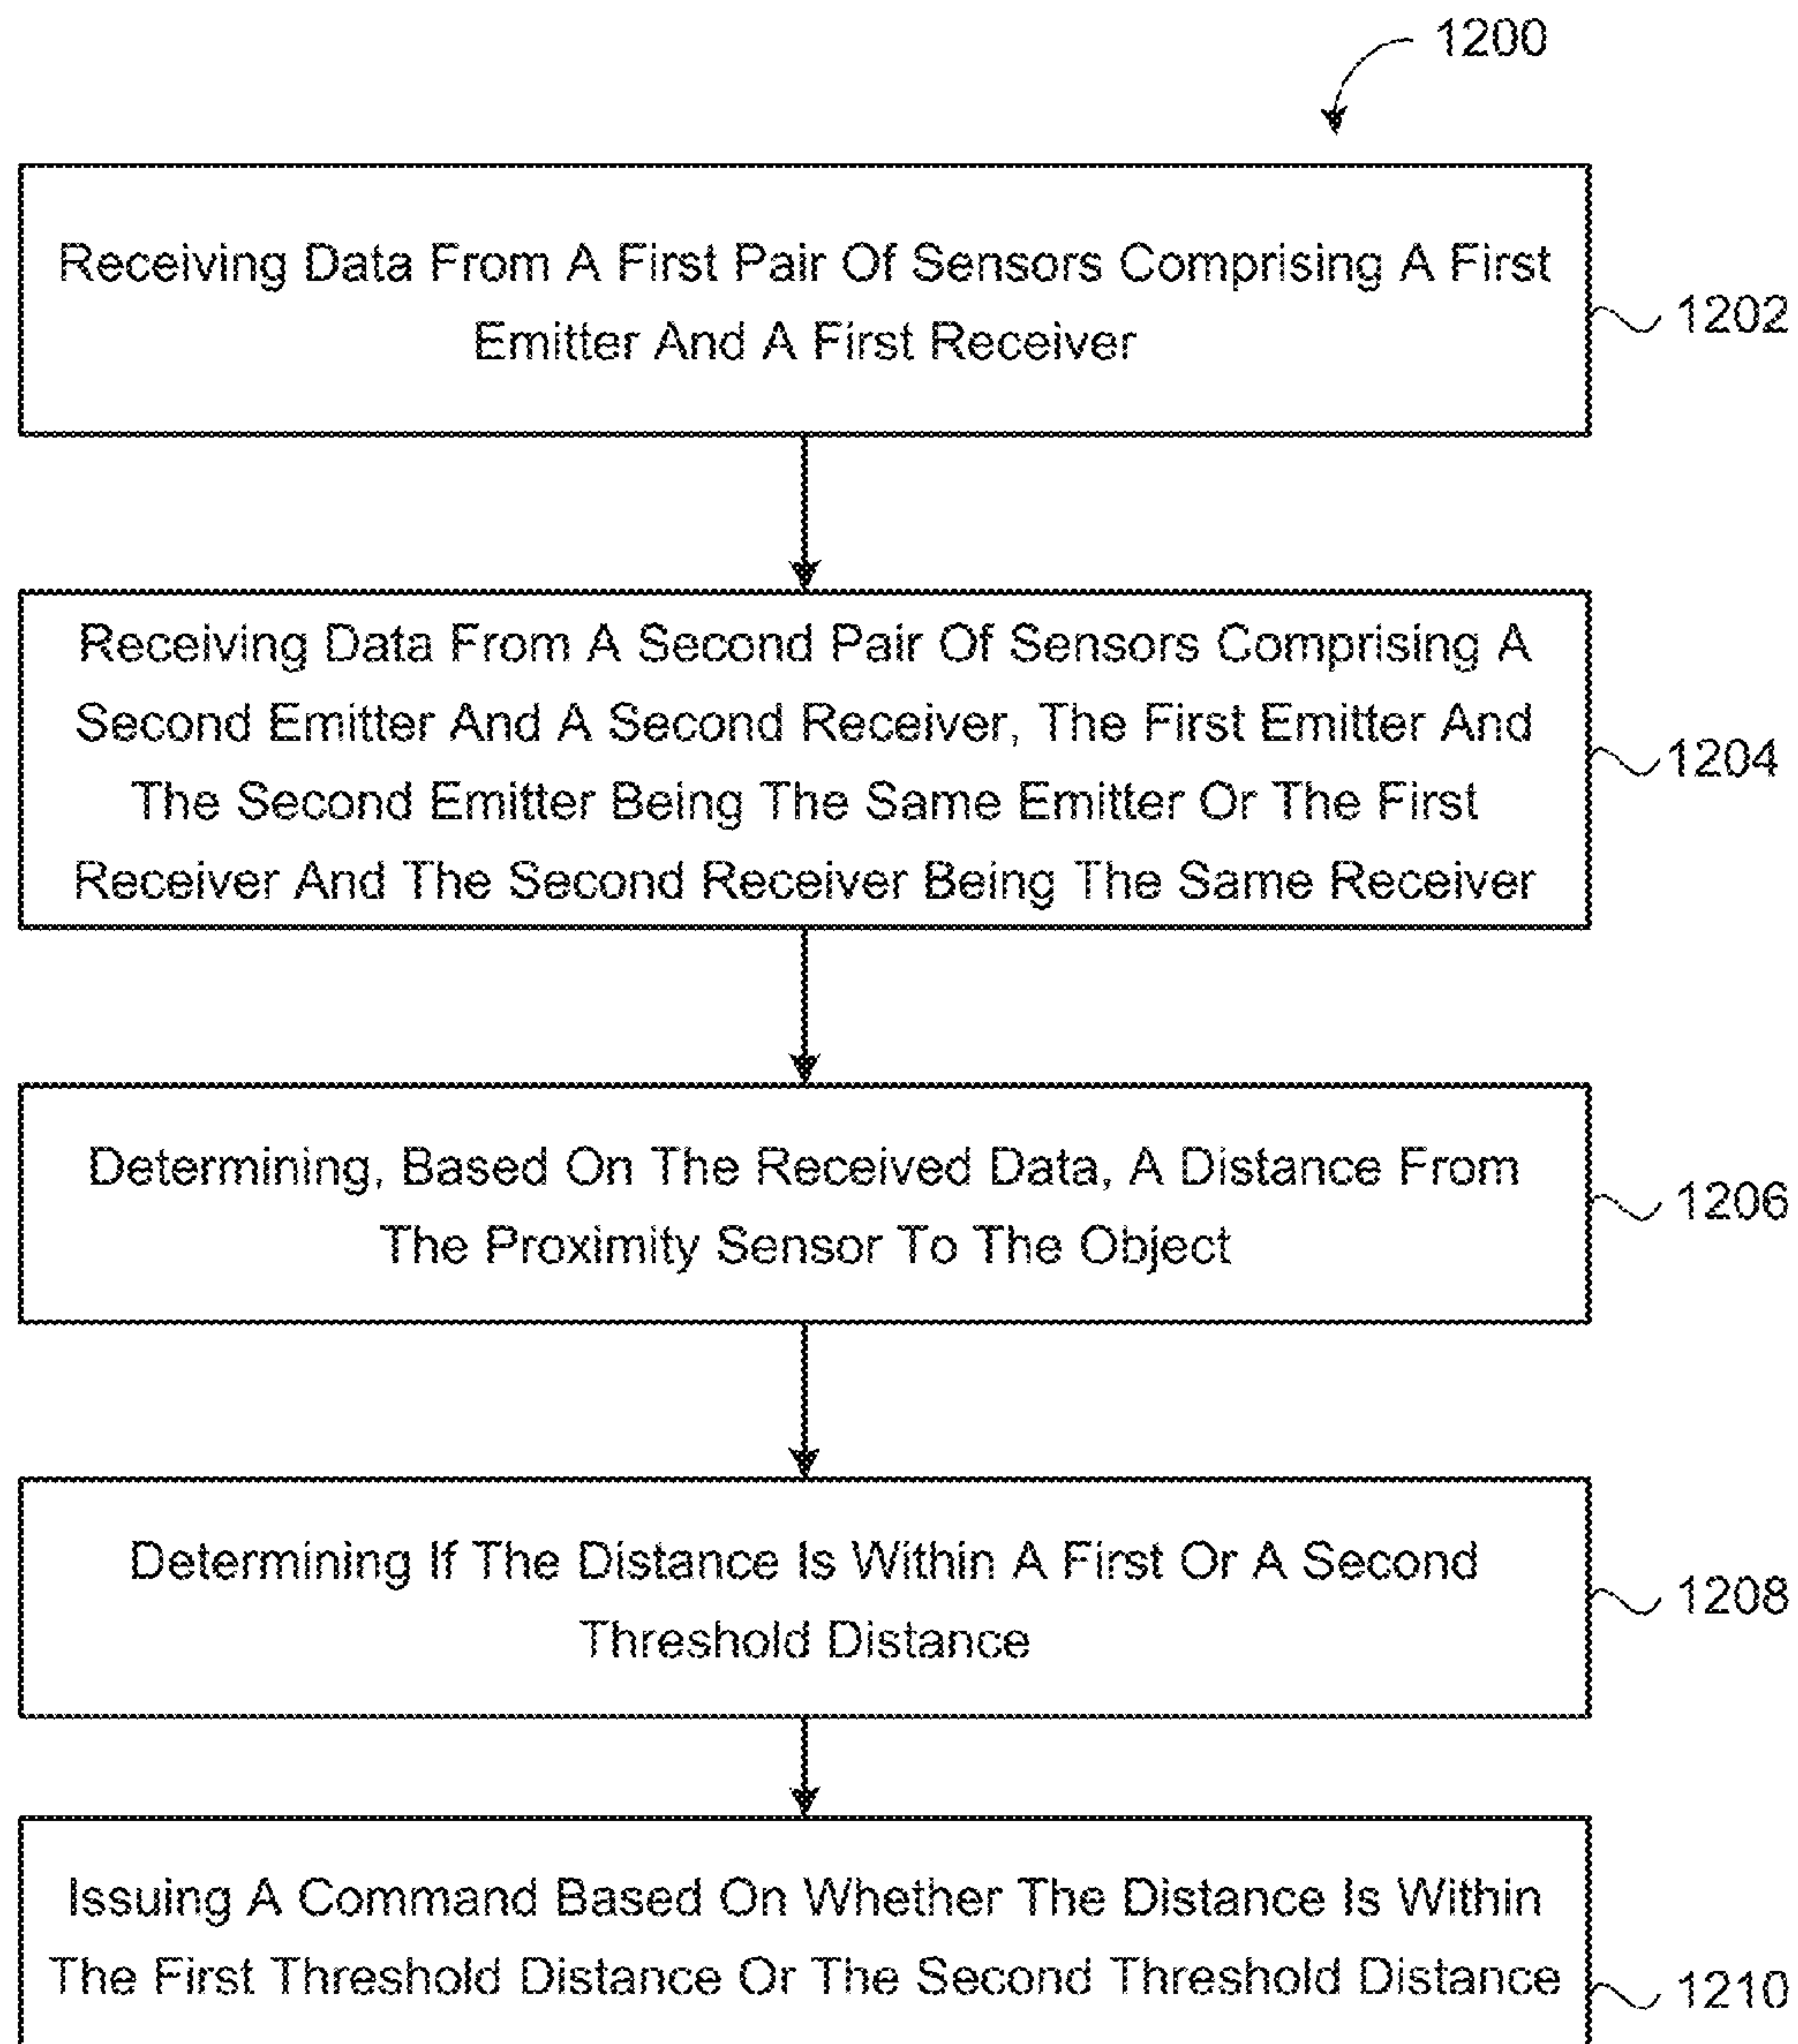 1200
Receiving Data From A First Pair Of Sensors Comprising A First
Emitter And A First Receiver
1202
Receiving Data From A Second Pair Of Sensors Comprising A
Second Emitter And A Second Receiver, The First Emitter And
The Second Emitter Being The Same Emitter Or The First
Receiver And The Second Receiver Being The Same Receiver
1204
Determining, Based On The Received Data, A Distance From
The Proximity Sensor To The Object
1206
Determining If The Distance Is Within A First Or A Second
Threshold Distance
1208
Issuing A Command Based On Whether The Distance Is Within
The First Threshold Distance Or The Second Threshold Distance
1210